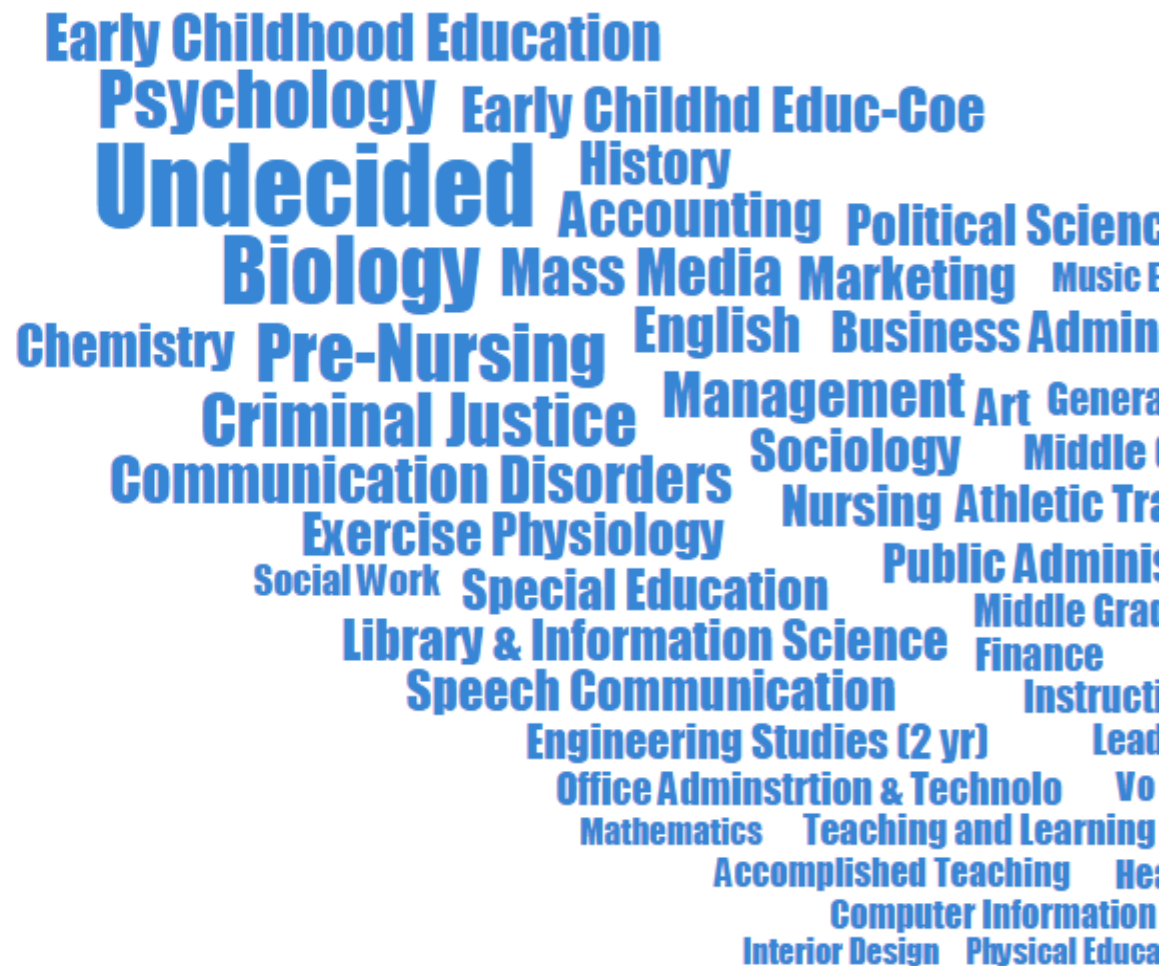 Early Childhood Education
Psychology Early Childhd Educ-Coe
Undecided History
Accounting Political Scienc
Biology Mass Media Marketing Music E
Chemistry Pre-Nursing English Business Admin
Criminal Justice Management Art Genera
Communication Disorders Sociology Middle
Exercise Physiology Nursing Athletic Tra
Social Work Special Education Public Adminis
Library & Information Science Middle Grad
Finance
Speech Communication Instructi
Engineering Studies (2 yr) Lead
Office Adminstrtion & Technolo Vo
Mathematics Teaching and Learning
Accomplished Teaching Hea
Computer Information
Interior Design Physical Educa